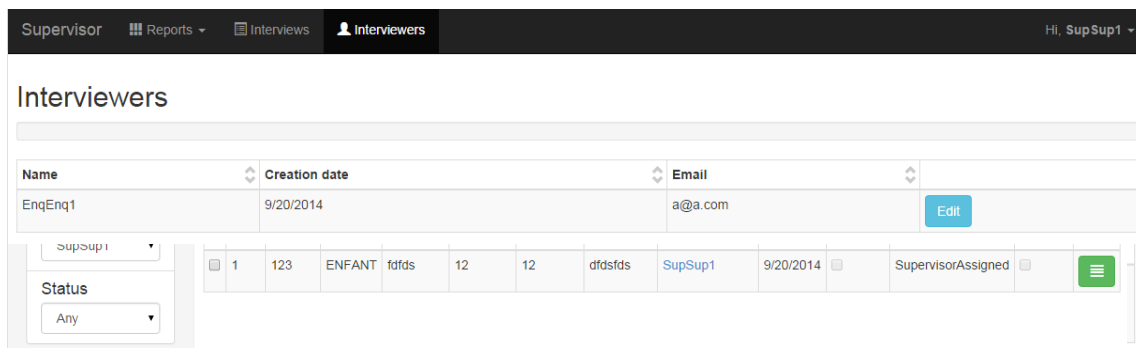 Supervisor Reports Interviews Interviewers Hi, SupSup1
Interviewers
Name Creation date Email
EnqEnq1 9/20/2014 a@a.com Edit
SupSup1
1 123 ENFANT fdfds 12 12 dfdsfds SupSup1 9/20/2014 SupervisorAssigned
Status
Any